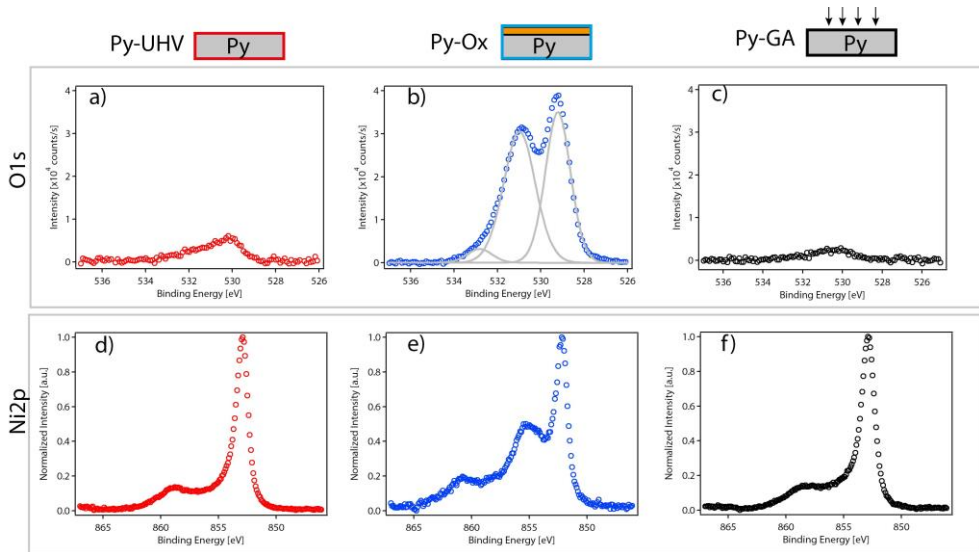 Py-UHV Py Py-Ox Py Py-GA Py
O1s
a) b) c)
Intensity [x10⁴ counts/s] Intensity [x10⁴ counts/s] Intensity [x10⁴ counts/s]
4 4 4
3 3 3
2 2 2
1 1 1
0 0 0
536 534 532 530 528 526 536 534 532 530 528 526 536 534 532 530 528 526
Binding Energy [eV] Binding Energy [eV] Binding Energy [eV]
Ni2p
d) e) f)
Normalized Intensity [a.u.] Normalized Intensity [a.u.] Normalized Intensity [a.u.]
1.0 1.0 1.0
0.8 0.8 0.8
0.6 0.6 0.6
0.4 0.4 0.4
0.2 0.2 0.2
0.0 0.0 0.0
865 860 855 850 865 860 855 850 865 860 855 850
Binding Energy [eV] Binding Energy [eV] Binding Energy [eV]